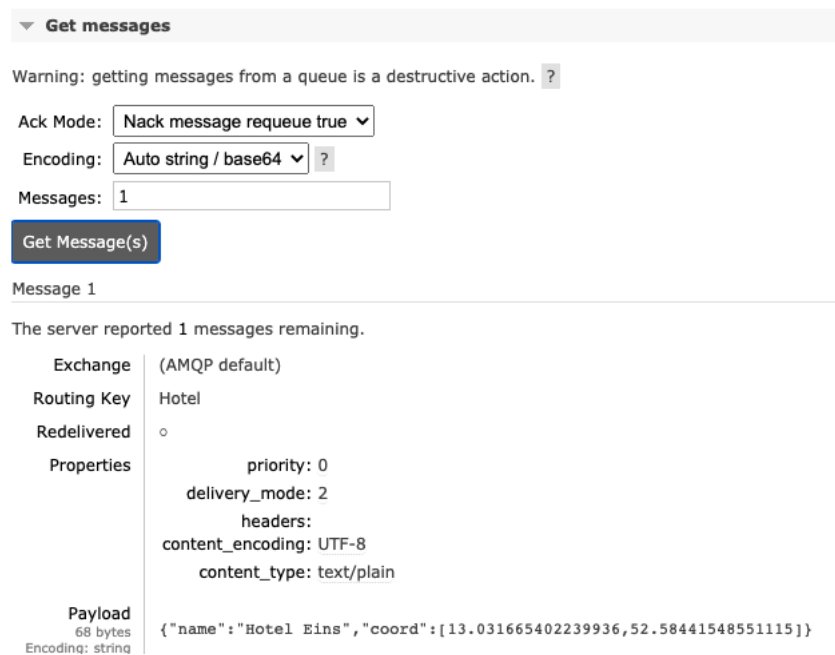 Get messages
Warning: getting messages from a queue is a destructive action. ?
Ack Mode: Nack message requeue true
Encoding: Auto string / base64 ?
Messages: 1
Get Message(s)
Message 1
The server reported 1 messages remaining.
Exchange (AMQP default)
Routing Key Hotel
Redelivered ○
Properties priority: 0
delivery_mode: 2
headers:
content_encoding: UTF-8
content_type: text/plain
Payload
68 bytes
Encoding: string
{"name":"Hotel Eins","coord":[13.031665402239936,52.58441548551115]}